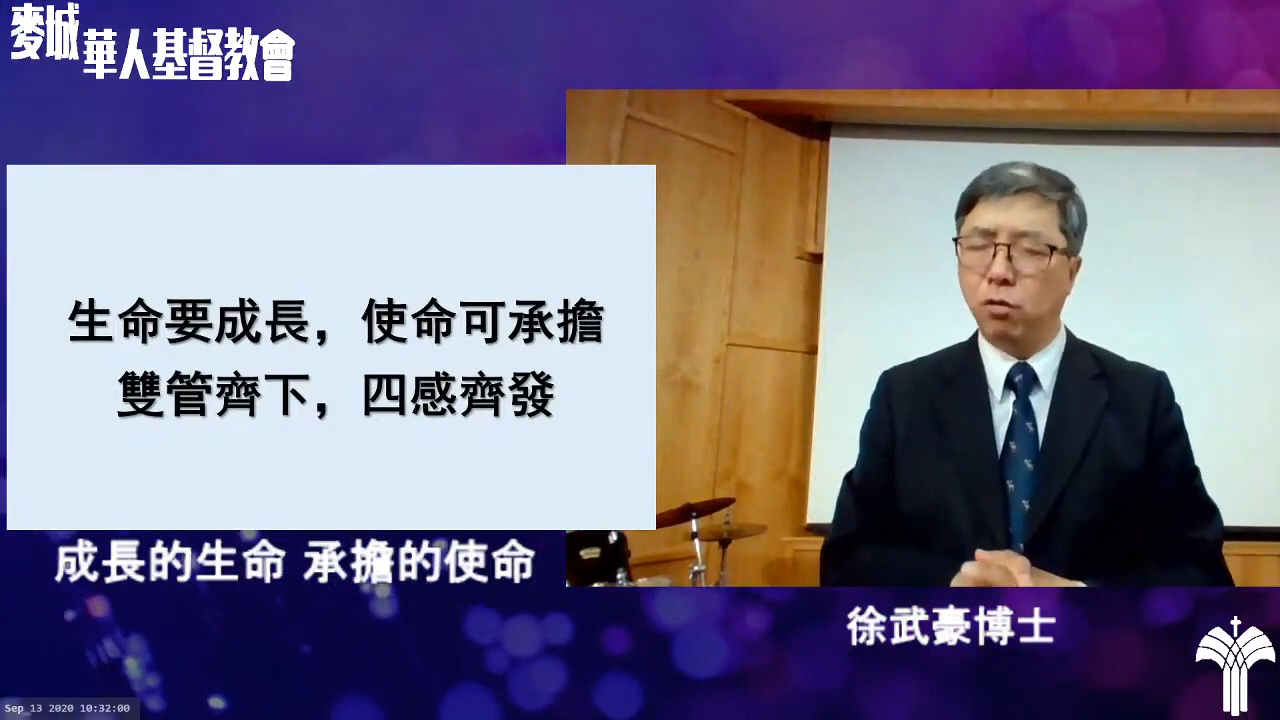 麥城
華人基督教會
生命要成長，使命可承擔
雙管齊下，四感齊發
成長的生命 承擔的使命
徐武豪博士
Sep 13 2020 10:32:00